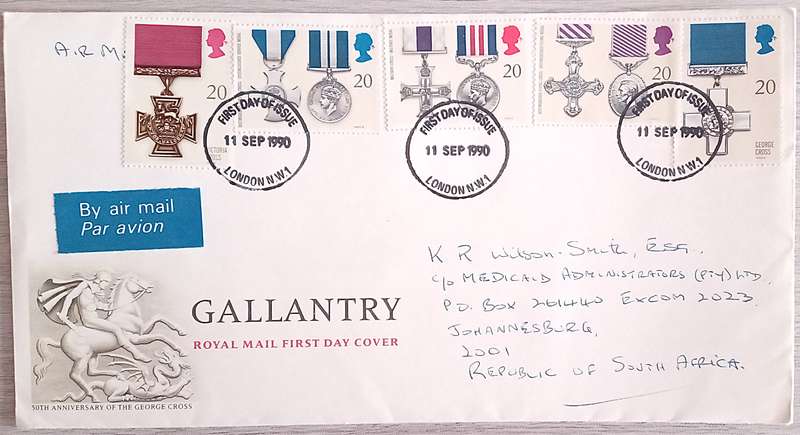 AIR M
20
20
20
20
20
VICTORIA
CROSS
GEORGE
CROSS
FIRST DAY OF ISSUE
11 SEP 1990
LONDON N.W.1
FIRST DAY OF ISSUE
11 SEP 1990
LONDON N.W.1
FIRST DAY OF ISSUE
11 SEP 1990
LONDON N.W.1
By air mail
Par avion
GALLANTRY
ROYAL MAIL FIRST DAY COVER
50TH ANNIVERSARY OF THE GEORGE CROSS
K R Wilson-Smith, ESQ.
c/o MEDICAID ADMINISTRATORS (PTY) LTD.
P.O. BOX 261440 EXCOM 2023.
JOHANNESBURG,
2001
REPUBLIC OF SOUTH AFRICA.